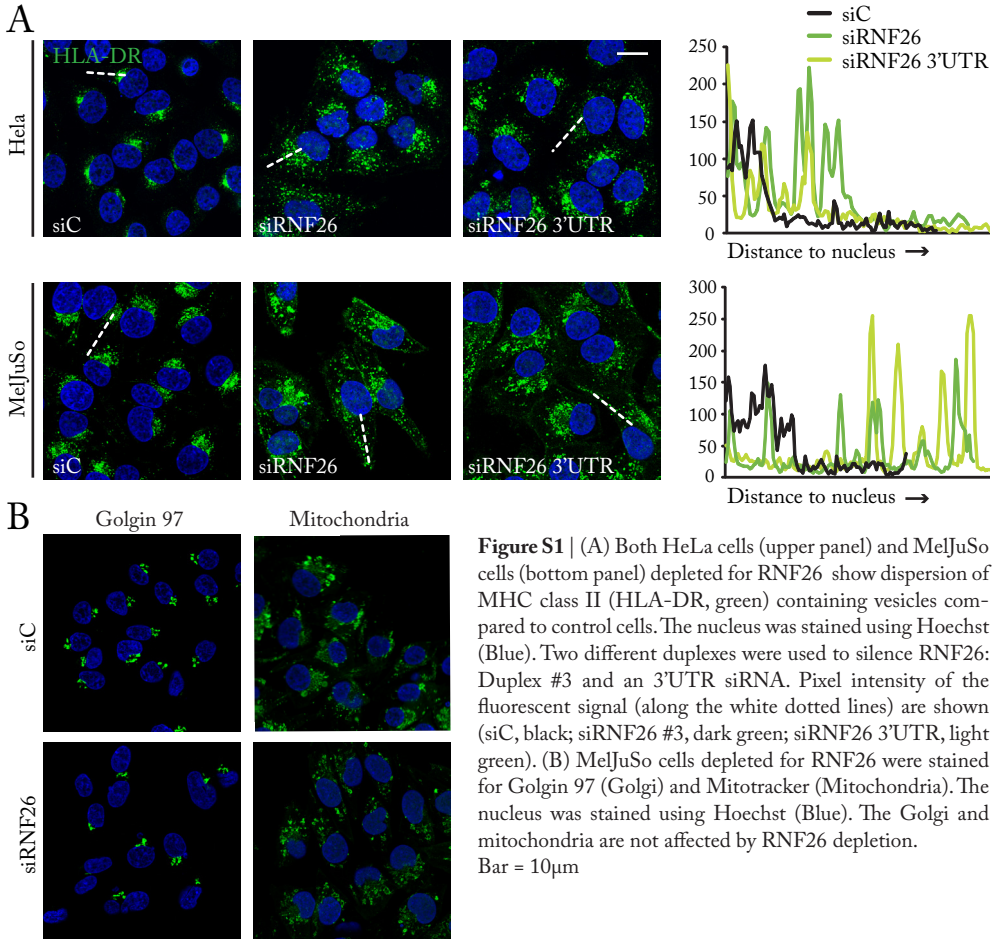 A
siC
siRNF26
siRNF26 3'UTR
Hela
HLA-DR
siC
siRNF26
siRNF26 3'UTR
250
200
150
100
50
0
Distance to nucleus →
MelJuSo
siC
siRNF26
siRNF26 3'UTR
300
250
200
150
100
50
0
Distance to nucleus →
B
Golgin 97
Mitochondria
siC
siRNF26
Figure S1 | (A) Both HeLa cells (upper panel) and MelJuSo
cells (bottom panel) depleted for RNF26 show dispersion of
MHC class II (HLA-DR, green) containing vesicles com-
pared to control cells. The nucleus was stained using Hoechst
(Blue). Two different duplexes were used to silence RNF26:
Duplex #3 and an 3'UTR siRNA. Pixel intensity of the
fluorescent signal (along the white dotted lines) are shown
(siC, black; siRNF26 #3, dark green; siRNF26 3'UTR, light
green). (B) MelJuSo cells depleted for RNF26 were stained
for Golgin 97 (Golgi) and Mitotracker (Mitochondria). The
nucleus was stained using Hoechst (Blue). The Golgi and
mitochondria are not affected by RNF26 depletion.
Bar = 10µm